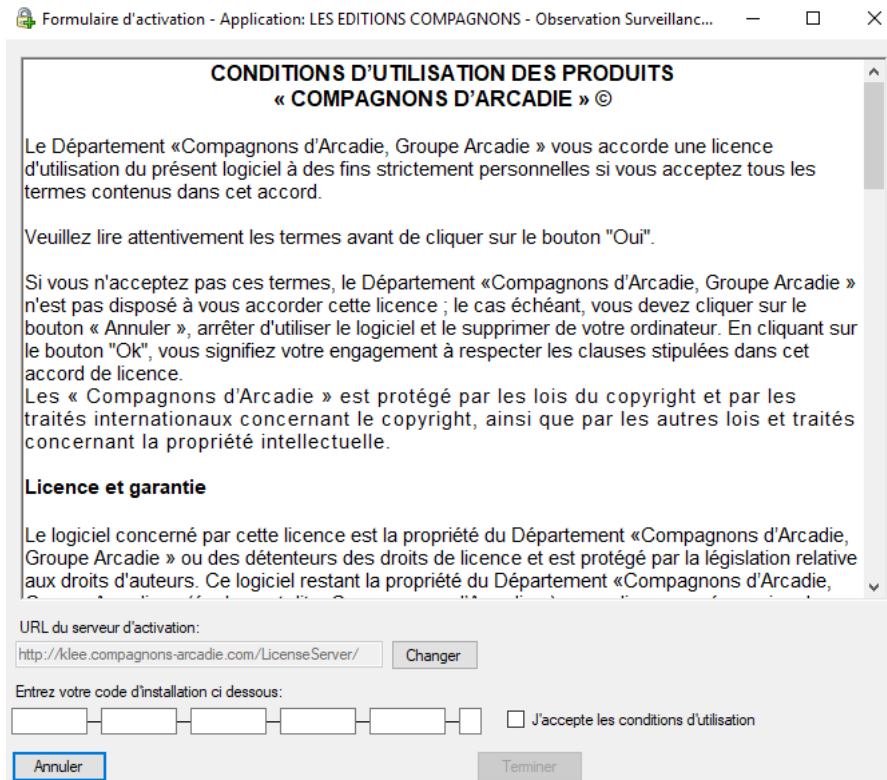 Formulaire d'activation - Application: LES EDITIONS COMPAGNONS - Observation Surveillanc...
CONDITIONS D'UTILISATION DES PRODUITS
« COMPAGNONS D'ARCADIE » ©
Le Département «Compagnons d'Arcadie, Groupe Arcadie » vous accorde une licence
d'utilisation du présent logiciel à des fins strictement personnelles si vous acceptez tous les
termes contenus dans cet accord.
Veuillez lire attentivement les termes avant de cliquer sur le bouton "Oui".
Si vous n'acceptez pas ces termes, le Département «Compagnons d'Arcadie, Groupe Arcadie »
n'est pas disposé à vous accorder cette licence ; le cas échéant, vous devez cliquer sur le
bouton « Annuler », arrêter d'utiliser le logiciel et le supprimer de votre ordinateur. En cliquant sur
le bouton "Ok", vous signifiez votre engagement à respecter les clauses stipulées dans cet
accord de licence.
Les « Compagnons d'Arcadie » est protégé par les lois du copyright et par les
traités internationaux concernant le copyright, ainsi que par les autres lois et traités
concernant la propriété intellectuelle.
Licence et garantie
Le logiciel concerné par cette licence est la propriété du Département «Compagnons d'Arcadie,
Groupe Arcadie » ou des détenteurs des droits de licence et est protégé par la législation relative
aux droits d'auteurs. Ce logiciel restant la propriété du Département «Compagnons d'Arcadie,
URL du serveur d'activation:
http://klee.compagnons-arcadie.com/LicenseServer/
Changer
Entrez votre code d'installation ci dessous:
J'accepte les conditions d'utilisation
Annuler
Terminer